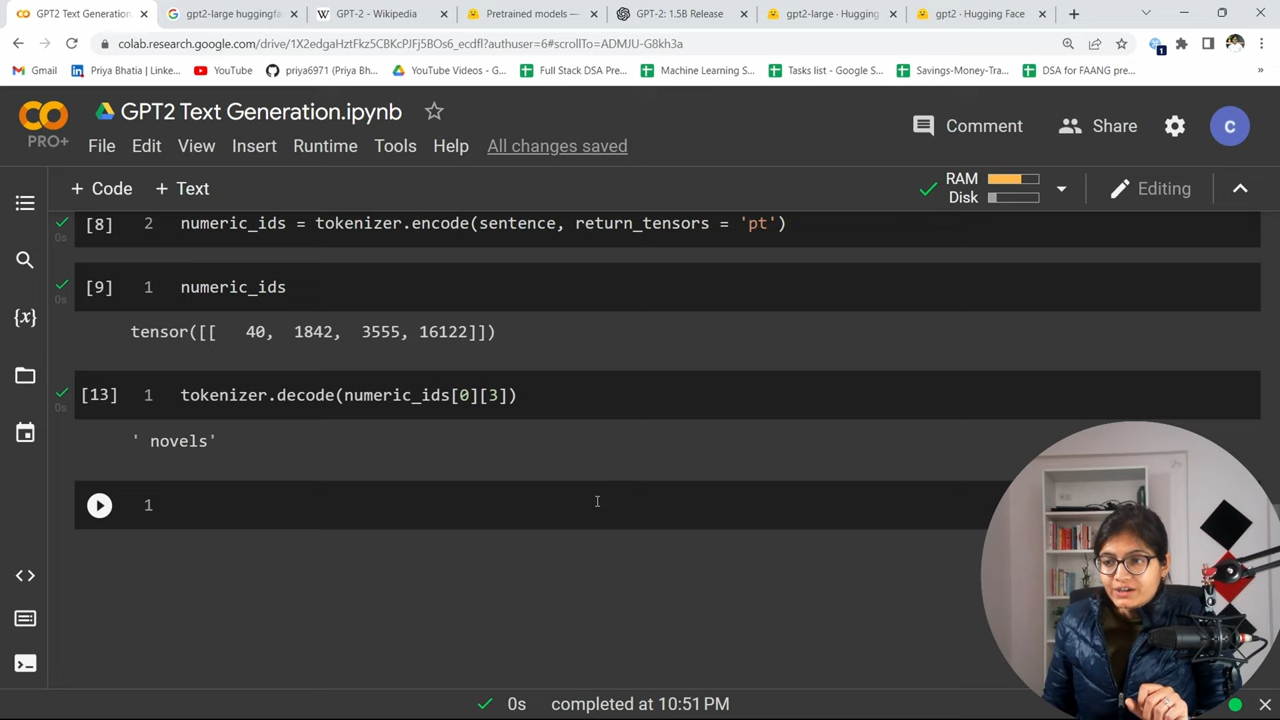 GPT2 Text Generation
gpt2-large huggingfa
GPT-2 - Wikipedia
Pretrained models —
GPT-2: 1.5B Release
gpt2-large · Hugging
gpt2 · Hugging Face
colab.research.google.com/drive/1X2edgaHztFkz5CBKcPJFj5BOs6_ecdfl?authuser=6#scrollTo=ADMJU-G8kh3a
1
Gmail
Priya Bhatia | Linke...
YouTube
priya6971 (Priya Bh...
YouTube Videos - G...
Full Stack DSA Pre...
Machine Learning S...
Tasks list - Google S...
Savings-Money-Tra...
DSA for FAANG pre...
»
CO
PRO+
GPT2 Text Generation.ipynb
Comment
Share
C
File Edit View Insert Runtime Tools Help All changes saved
+ Code + Text
RAM
Disk
Editing
[8] 2 numeric_ids = tokenizer.encode(sentence, return_tensors = 'pt')
0s
[9] 1 numeric_ids
0s
tensor([[ 40, 1842, 3555, 16122]])
[13] 1 tokenizer.decode(numeric_ids[0][3])
0s
' novels'
1
{x}
0s completed at 10:51 PM